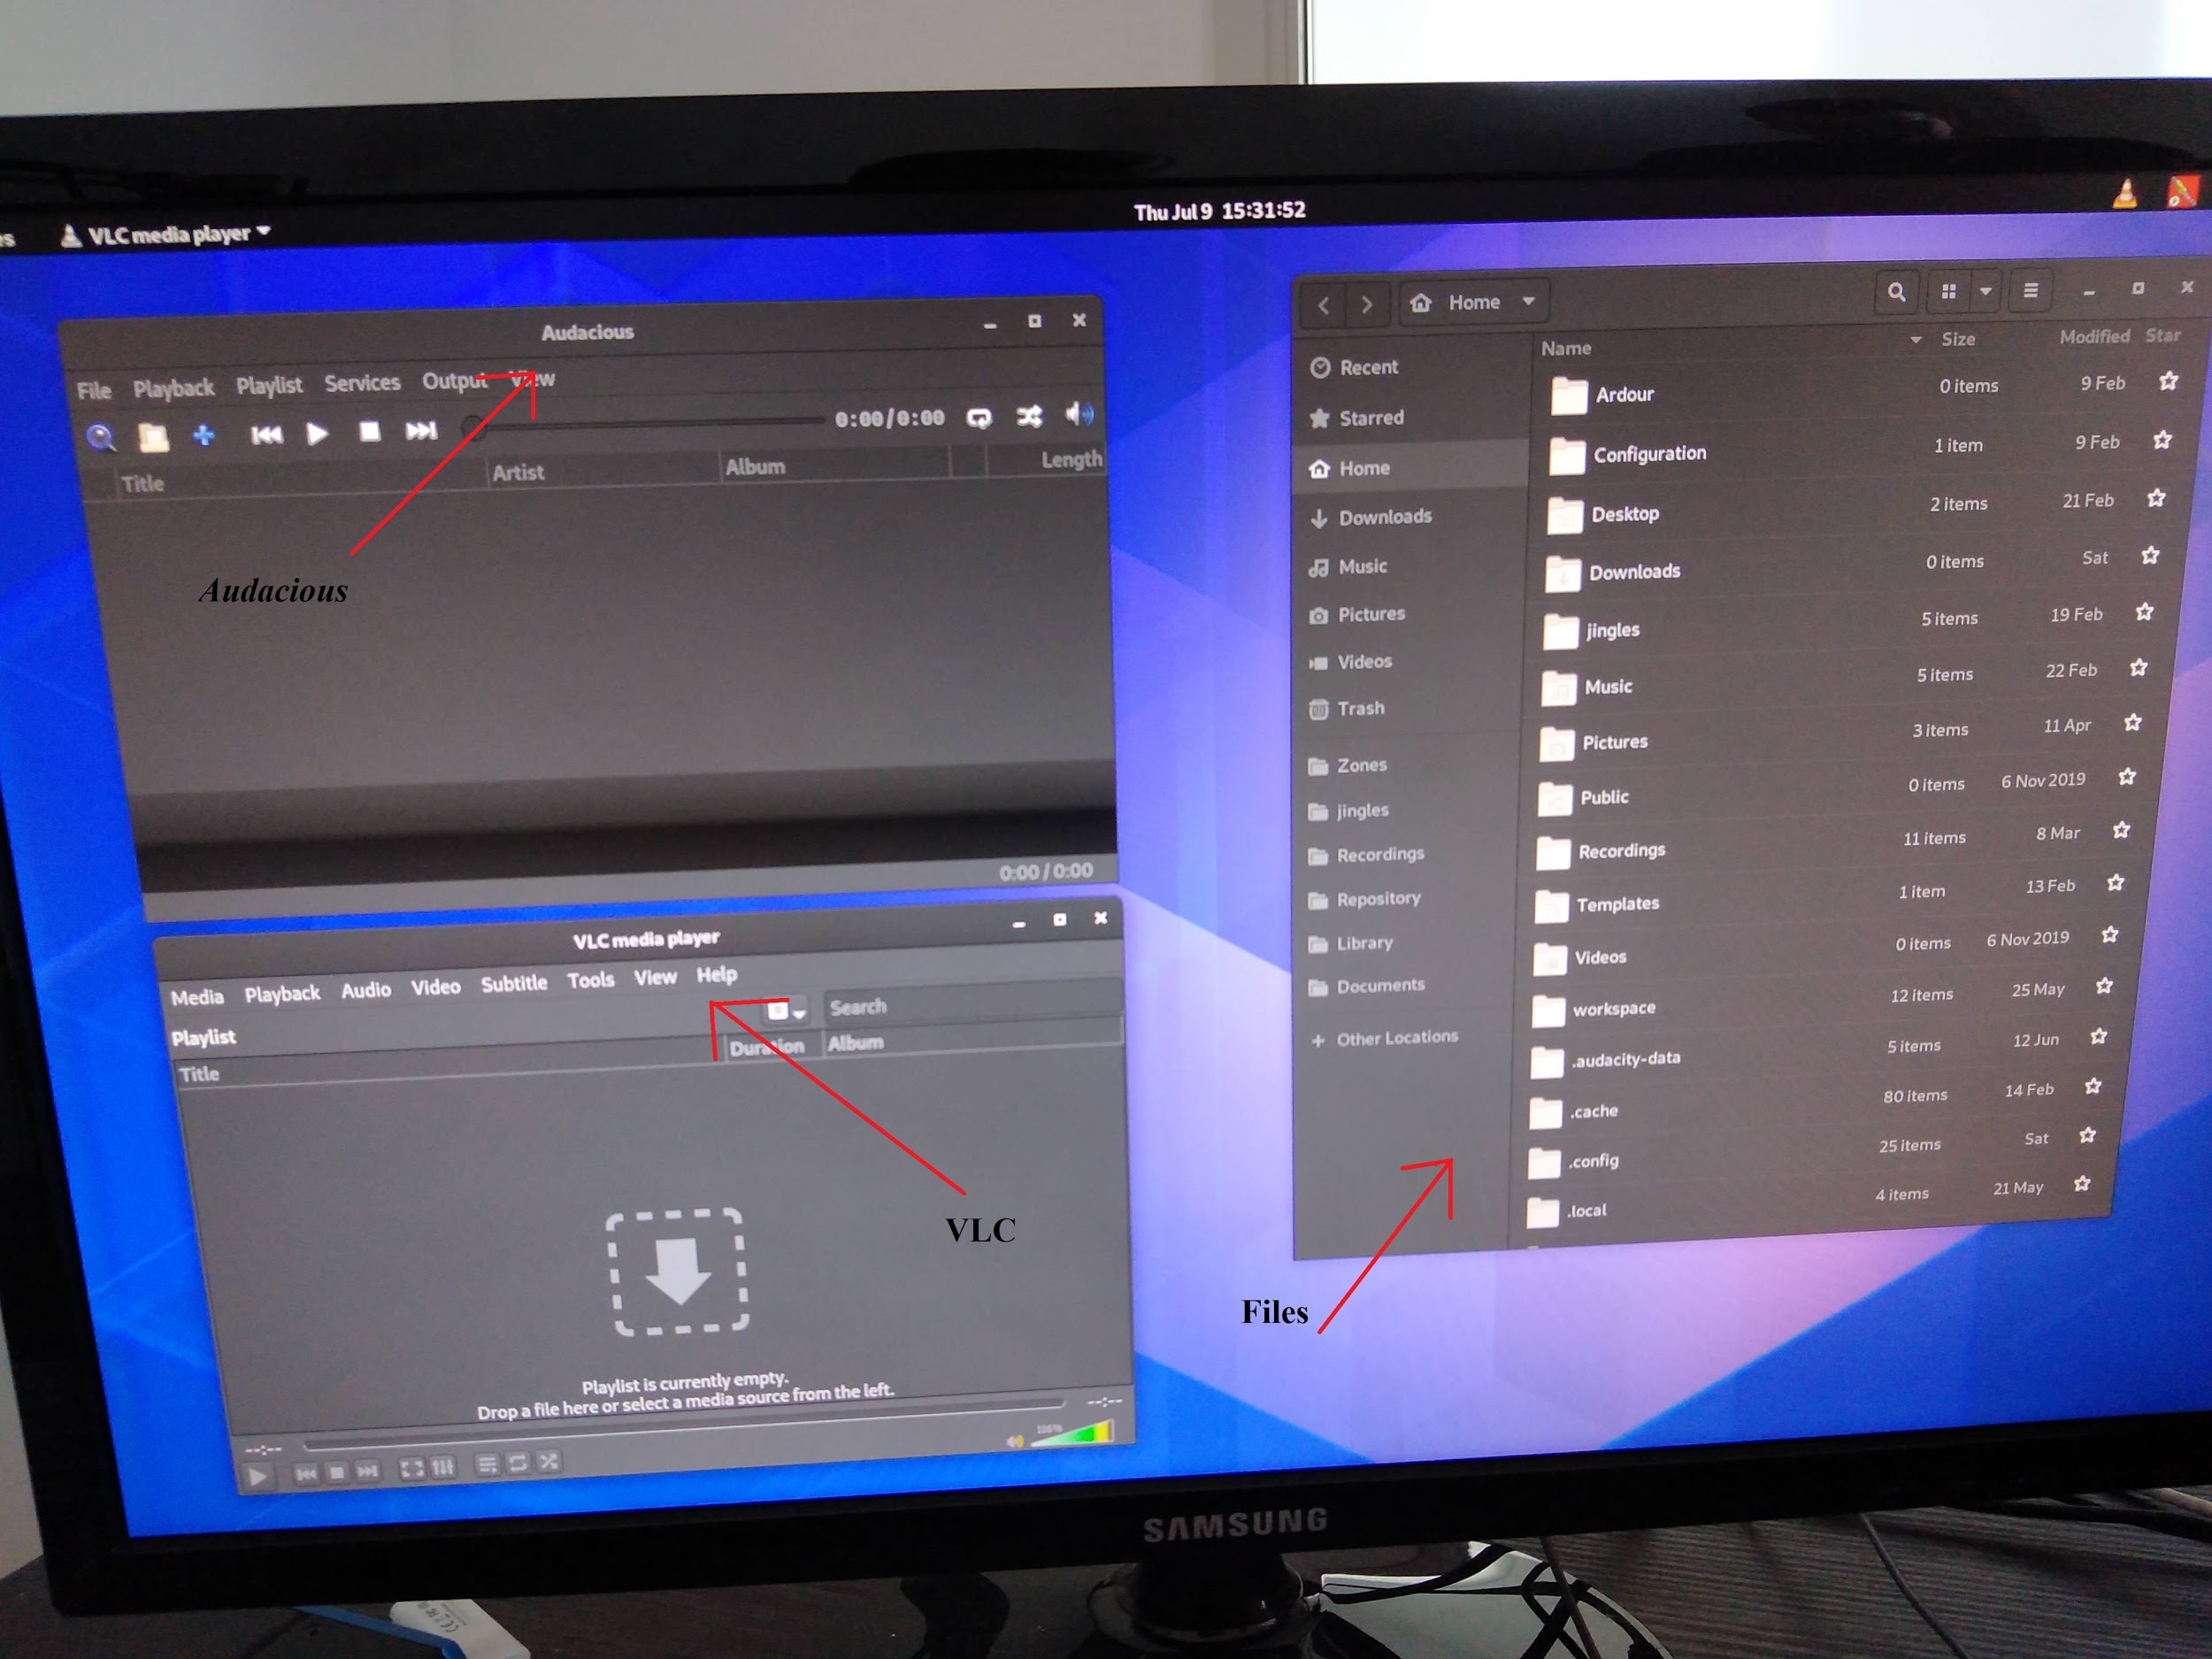 es VLC media player Thu Jul 9 15:31:52
Audacious
File Playback Playlist Services Output View
0:00/0:00
Title Artist Album Length
Audacious
0:00 / 0:00
VLC media player
Media Playback Audio Video Subtitle Tools View Help
Playlist Search
Title Duration Album
VLC
Playlist is currently empty.
Drop a file here or select a media source from the left.
--:-- --:--
116%
Home
Recent
Starred
Home
Downloads
Music
Pictures
Videos
Trash
Zones
jingles
Recordings
Repository
Library
Documents
+ Other Locations
Name Size Modified Star
Ardour 0 items 9 Feb
Configuration 1 item 9 Feb
Desktop 2 items 21 Feb
Downloads 0 items Sat
jingles 5 items 19 Feb
Music 5 items 22 Feb
Pictures 3 items 11 Apr
Public 0 items 6 Nov 2019
Recordings 11 items 8 Mar
Templates 1 item 13 Feb
Videos 0 items 6 Nov 2019
workspace 12 items 25 May
.audacity-data 5 items 12 Jun
.cache 80 items 14 Feb
.config 25 items Sat
.local 4 items 21 May
Files
SAMSUNG